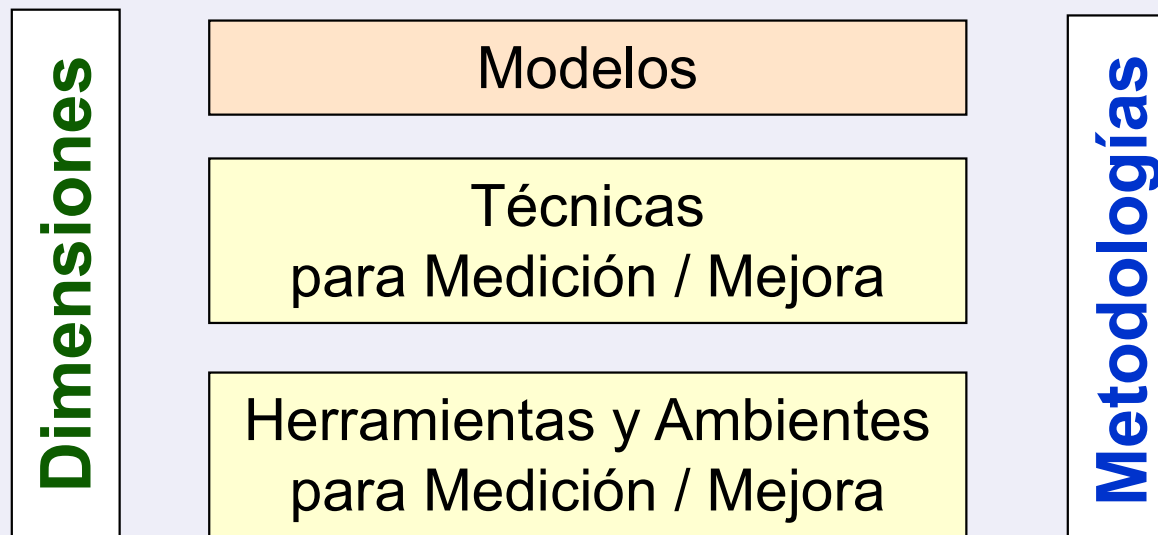 Dimensiones
Modelos
Técnicas
para Medición / Mejora
Herramientas y Ambientes
para Medición / Mejora
Metodologías